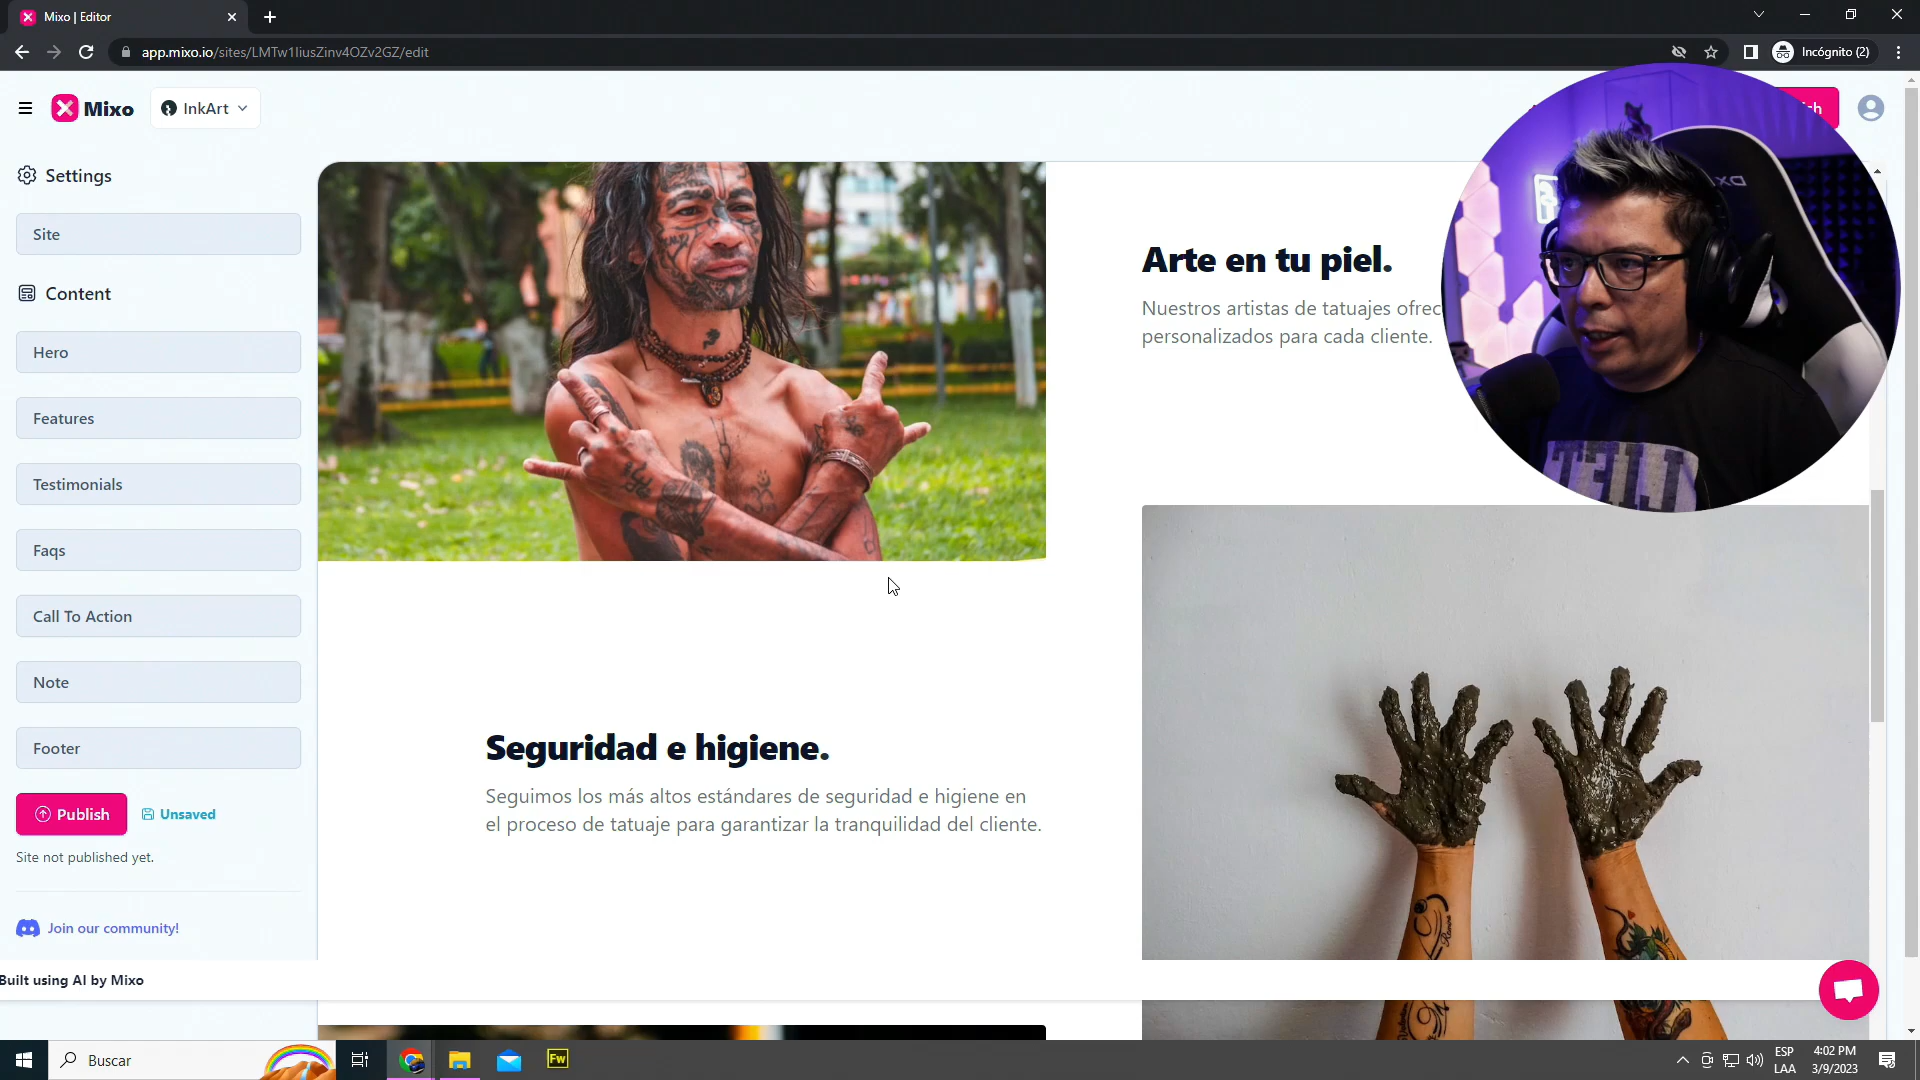 Mixo | Editor
app.mixo.io/sites/LMTw1IiusZinv4OZv2GZ/edit
Incógnito (2)
Mixo
InkArt
Settings
Site
Content
Hero
Features
Testimonials
Faqs
Call To Action
Note
Footer
Publish
Unsaved
Site not published yet.
Join our community!
Built using AI by Mixo
Arte en tu piel.
Nuestros artistas de tatuajes ofrec
personalizados para cada cliente.
Seguridad e higiene.
Seguimos los más altos estándares de seguridad e higiene en
el proceso de tatuaje para garantizar la tranquilidad del cliente.
Buscar
Fw
ESP
LAA
4:02 PM
3/9/2023